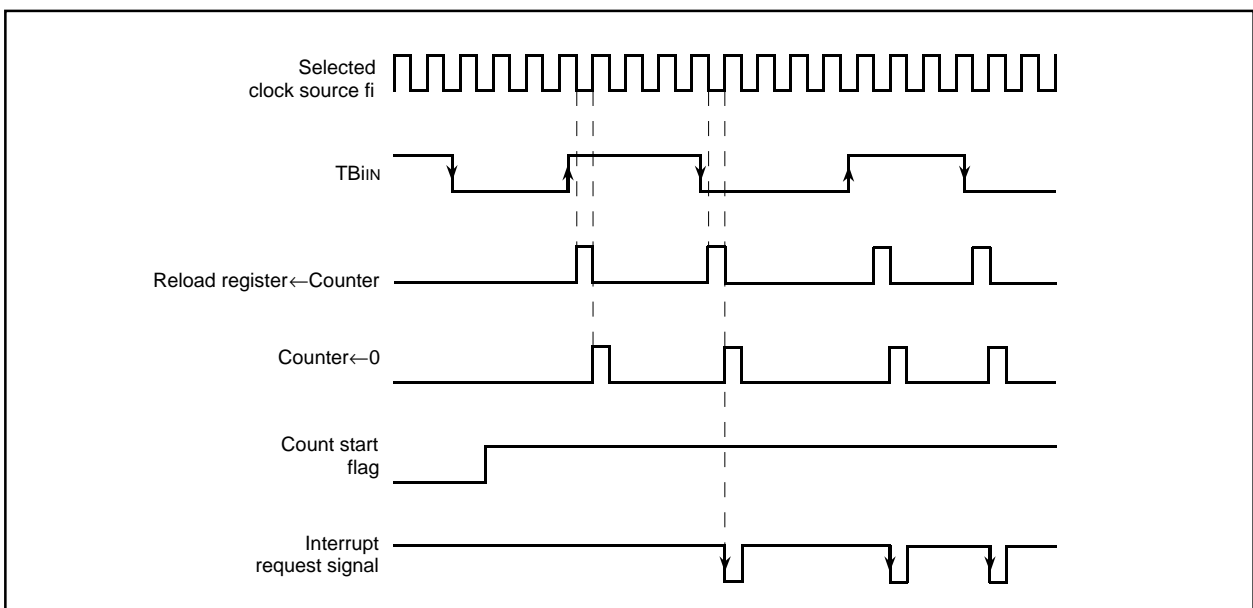 Selected
clock source fi
TBiIN
Reload register←Counter
Counter←0
Count start
flag
Interrupt
request signal